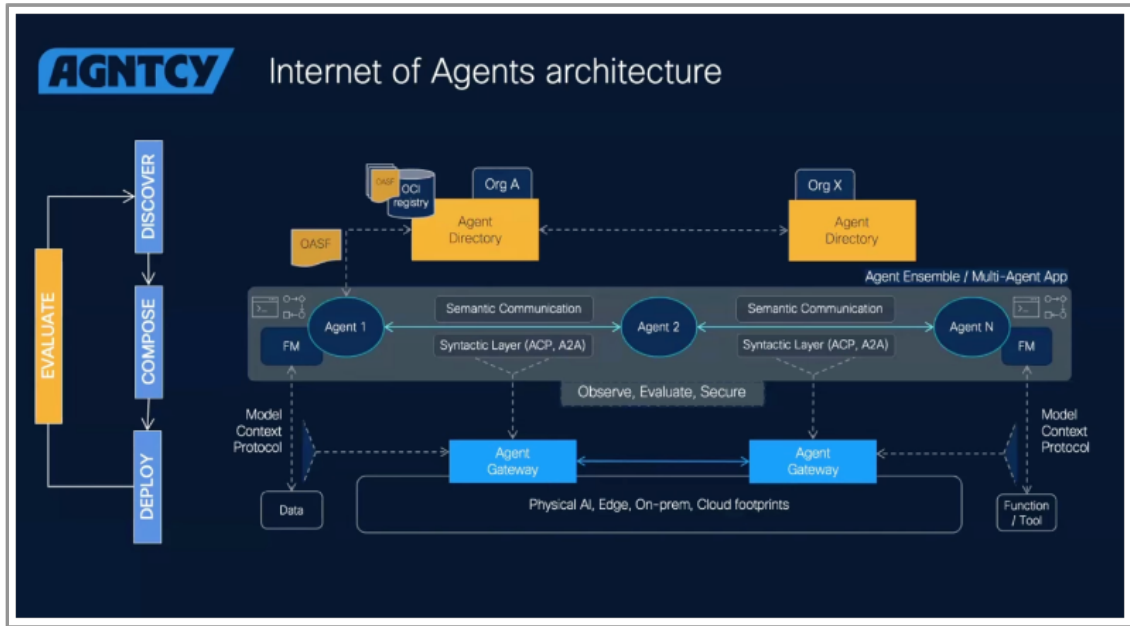 AGNTCY
Internet of Agents architecture
DISCOVER
COMPOSE
DEPLOY
EVALUATE
OASF
OCI
registry
Org A
Agent
Directory
Org X
Agent
Directory
OASF
Agent Ensemble / Multi-Agent App
Agent 1
FM
Semantic Communication
Syntactic Layer (ACP, A2A)
Agent 2
Semantic Communication
Syntactic Layer (ACP, A2A)
Agent N
FM
Observe, Evaluate, Secure
Model
Context
Protocol
Agent
Gateway
Agent
Gateway
Model
Context
Protocol
Data
Physical AI, Edge, On-prem, Cloud footprints
Function
/ Tool